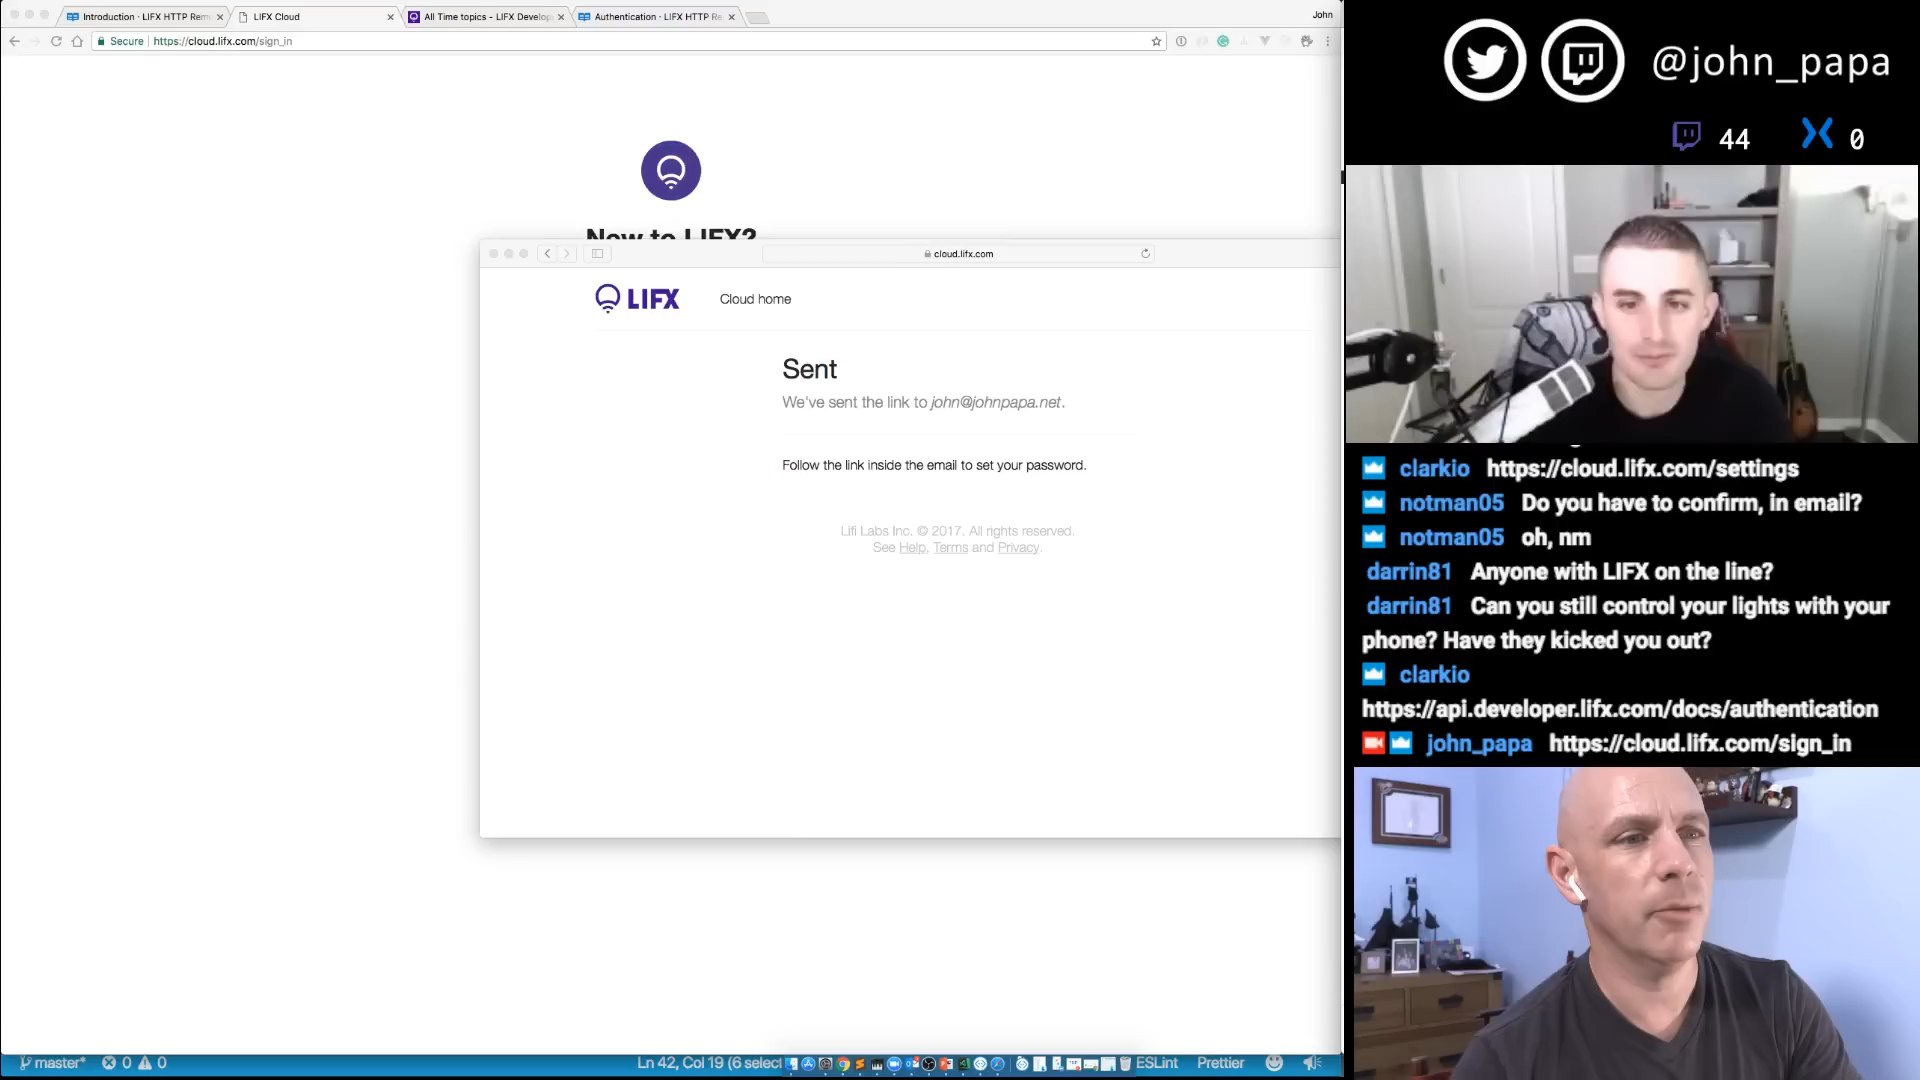 Introduction · LIFX HTTP Rem
LIFX Cloud
All Time topics - LIFX Develop
Authentication · LIFX HTTP Re
John
Secure
https://cloud.lifx.com/sign_in
New to LIFX?
cloud.lifx.com
LIFX
Cloud home
Sent
We've sent the link to john@johnpapa.net.
Follow the link inside the email to set your password.
Lifi Labs Inc. © 2017. All rights reserved.
See Help, Terms and Privacy.
master*
0
0
Ln 42, Col 19 (6 select
ESLint
Prettier
@john_papa
44
0
clarkio https://cloud.lifx.com/settings
notman05 Do you have to confirm, in email?
notman05 oh, nm
darrin81 Anyone with LIFX on the line?
darrin81 Can you still control your lights with your
phone? Have they kicked you out?
clarkio
https://api.developer.lifx.com/docs/authentication
john_papa https://cloud.lifx.com/sign_in